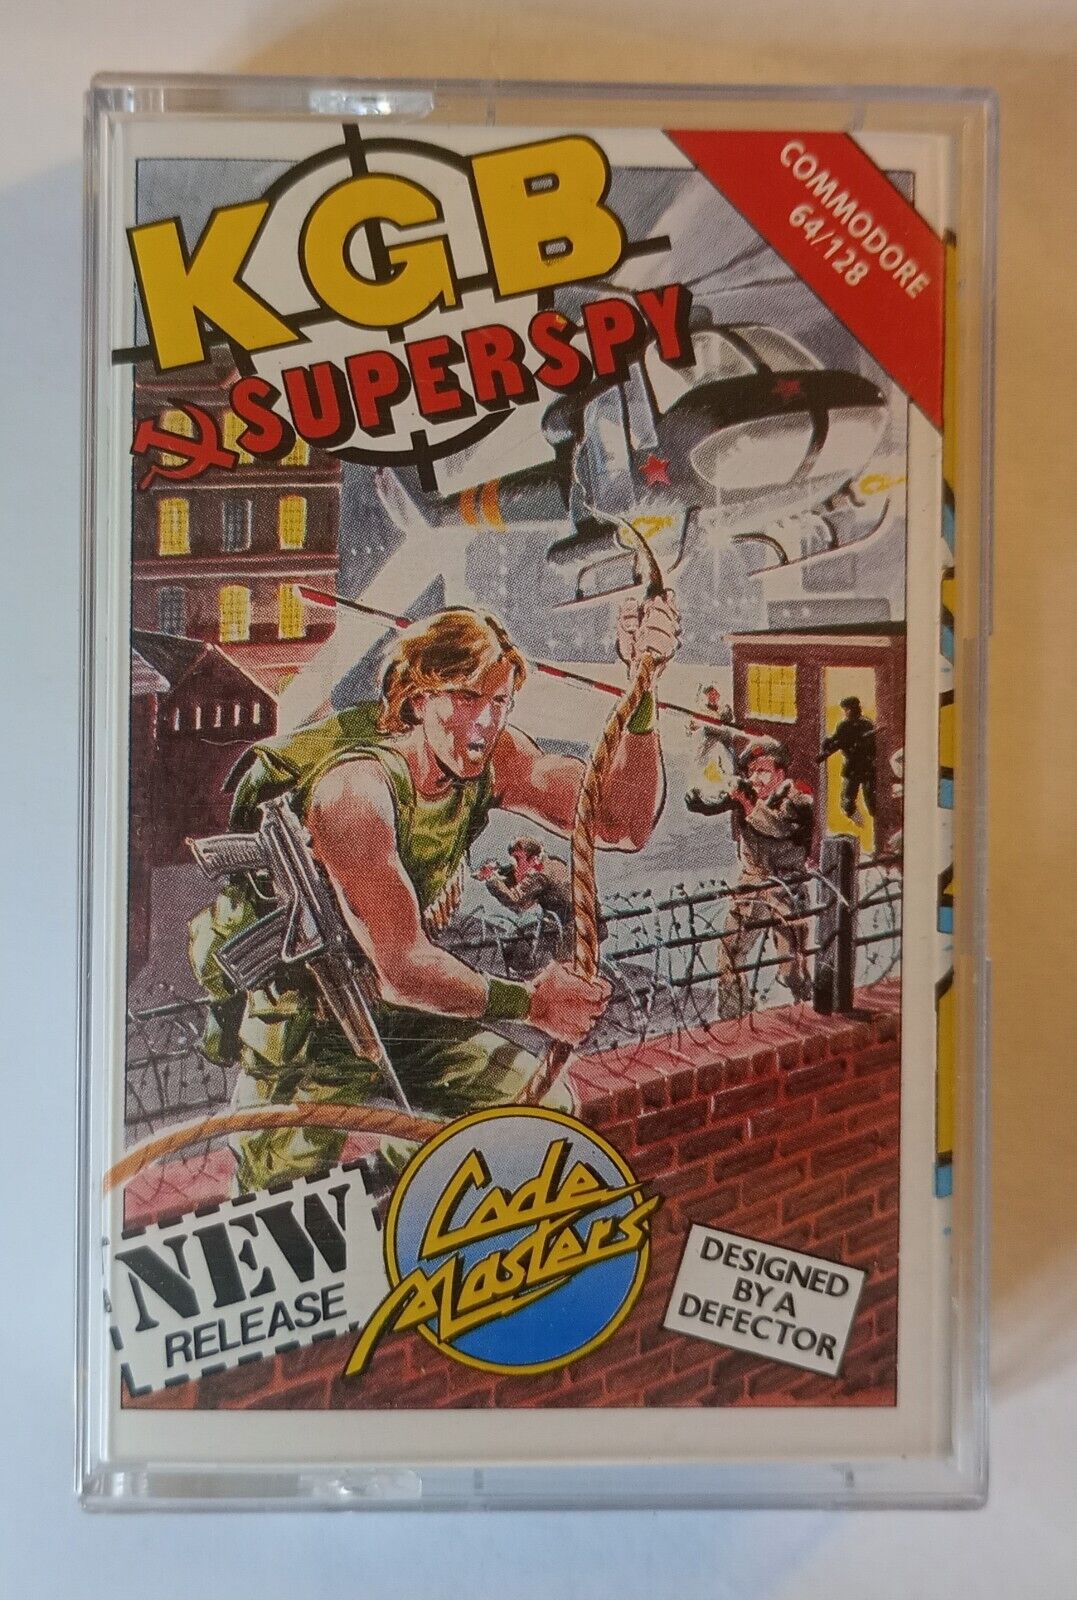 KGB
SUPERSPY
COMMODORE
64/128
NEW
RELEASE
Code
Masters
DESIGNED
BY A
DEFECTOR